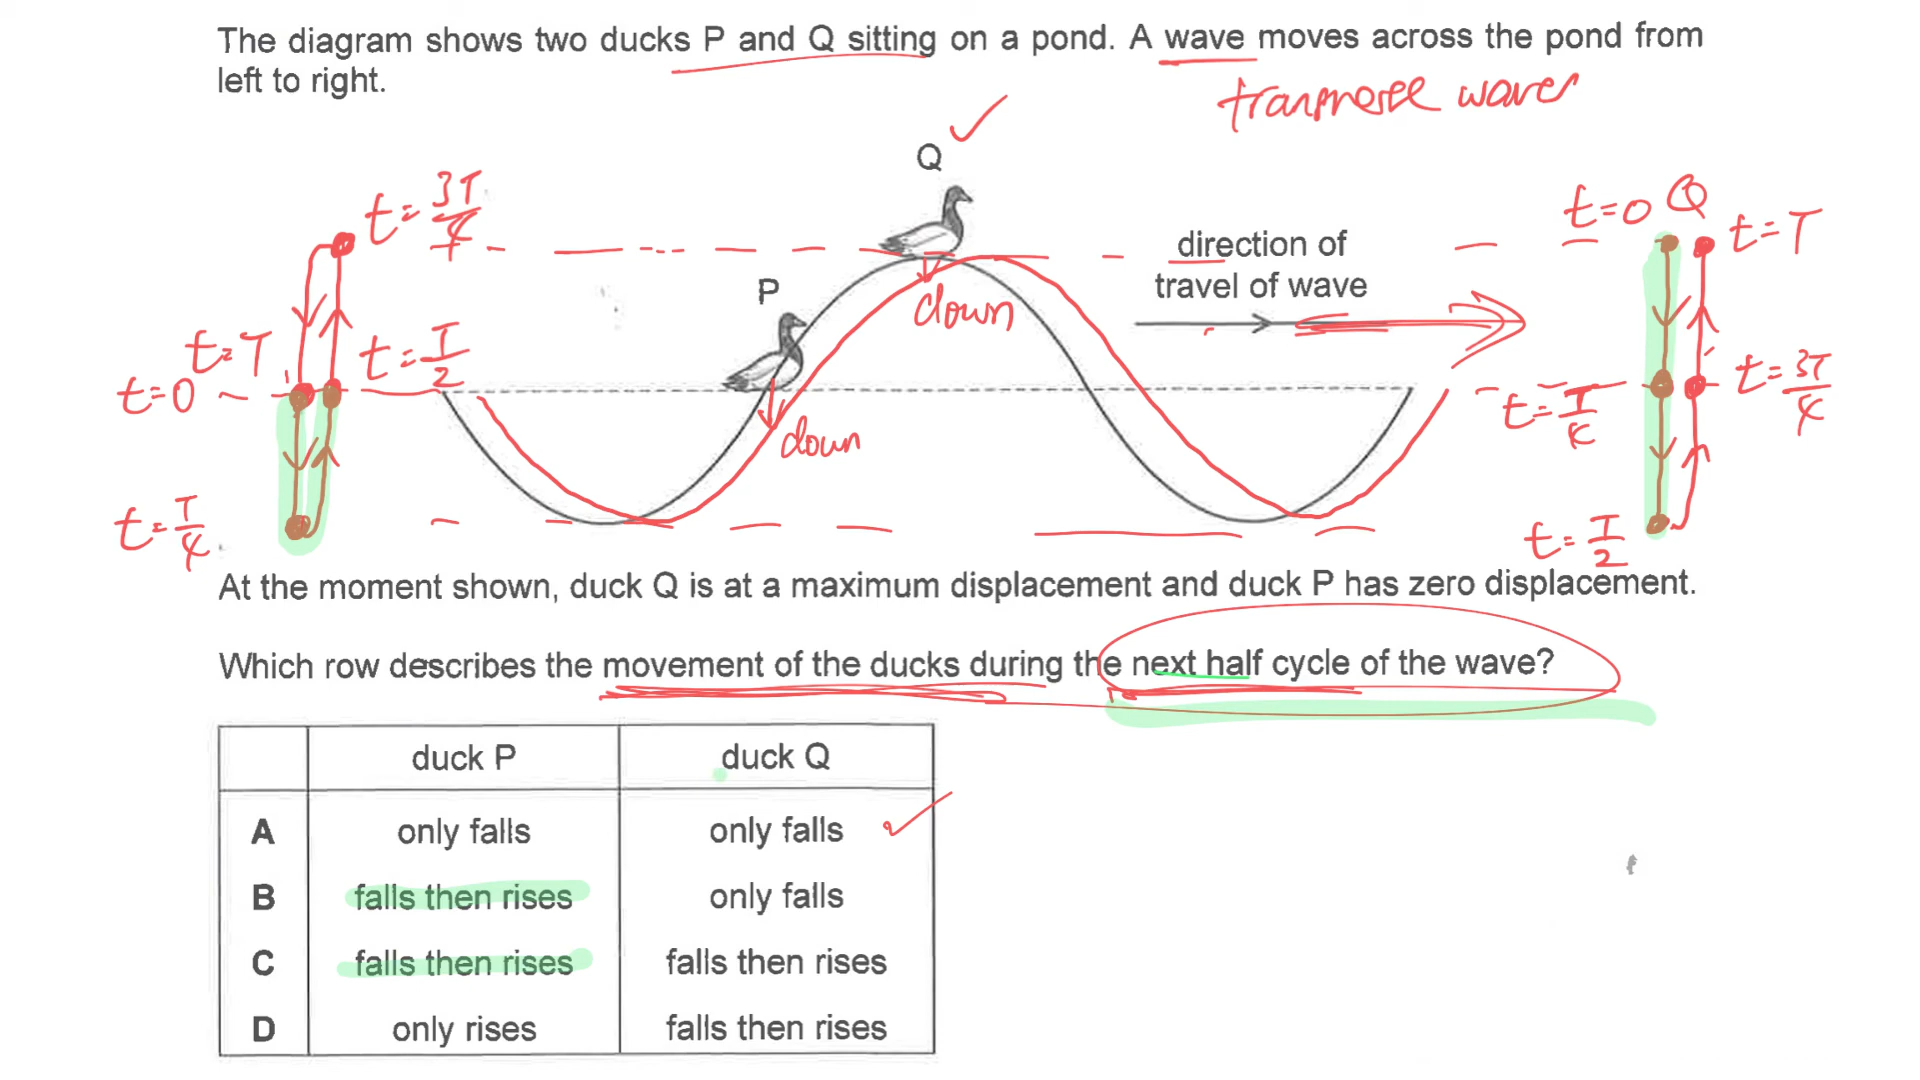 The diagram shows two ducks P and Q sitting on a pond. A wave moves across the pond from
left to right.
wave
Q
t=3T/4
t=0 Q
t=T
direction of
travel of wave
P
down
t=T
t=T/2
t=0
t=3T/4
t=T/4
down
t=T/4
t=T/2
At the moment shown, duck Q is at a maximum displacement and duck P has zero displacement.
Which row describes the movement of the ducks during the next half cycle of the wave?
duck P duck Q
A only falls only falls
B falls then rises only falls
C falls then rises falls then rises
D only rises falls then rises